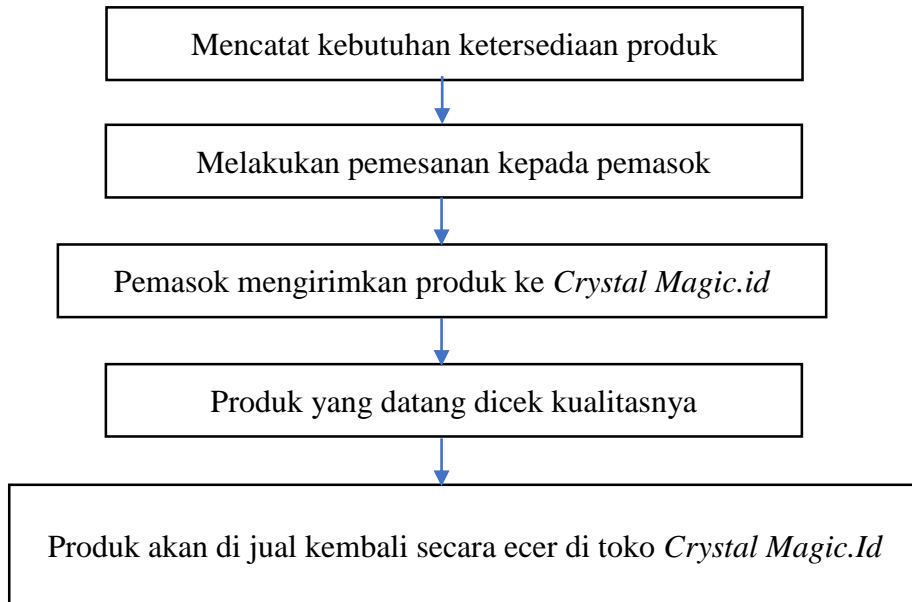 Mencatat kebutuhan ketersediaan produk
Melakukan pemesanan kepada pemasok
Pemasok mengirimkan produk ke Crystal Magic.id
Produk yang datang dicek kualitasnya
Produk akan di jual kembali secara ecer di toko Crystal Magic.Id